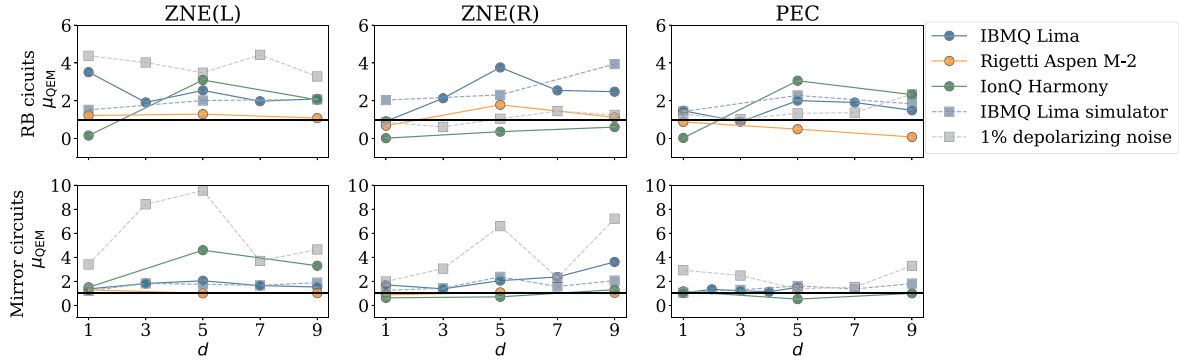 ZNE(L) ZNE(R) PEC
RB cicuits
μQEM
6
4
2
0
6
4
2
0
6
4
2
0
IBMQ Lima
Rigetti Aspen M-2
IonQ Harmony
IBMQ Lima simulator
1% depolarizing noise
Mirror circuits
μQEM
10
8
6
4
2
0
10
8
6
4
2
0
10
8
6
4
2
0
1 3 5 7 9 1 3 5 7 9 1 3 5 7 9
d d d